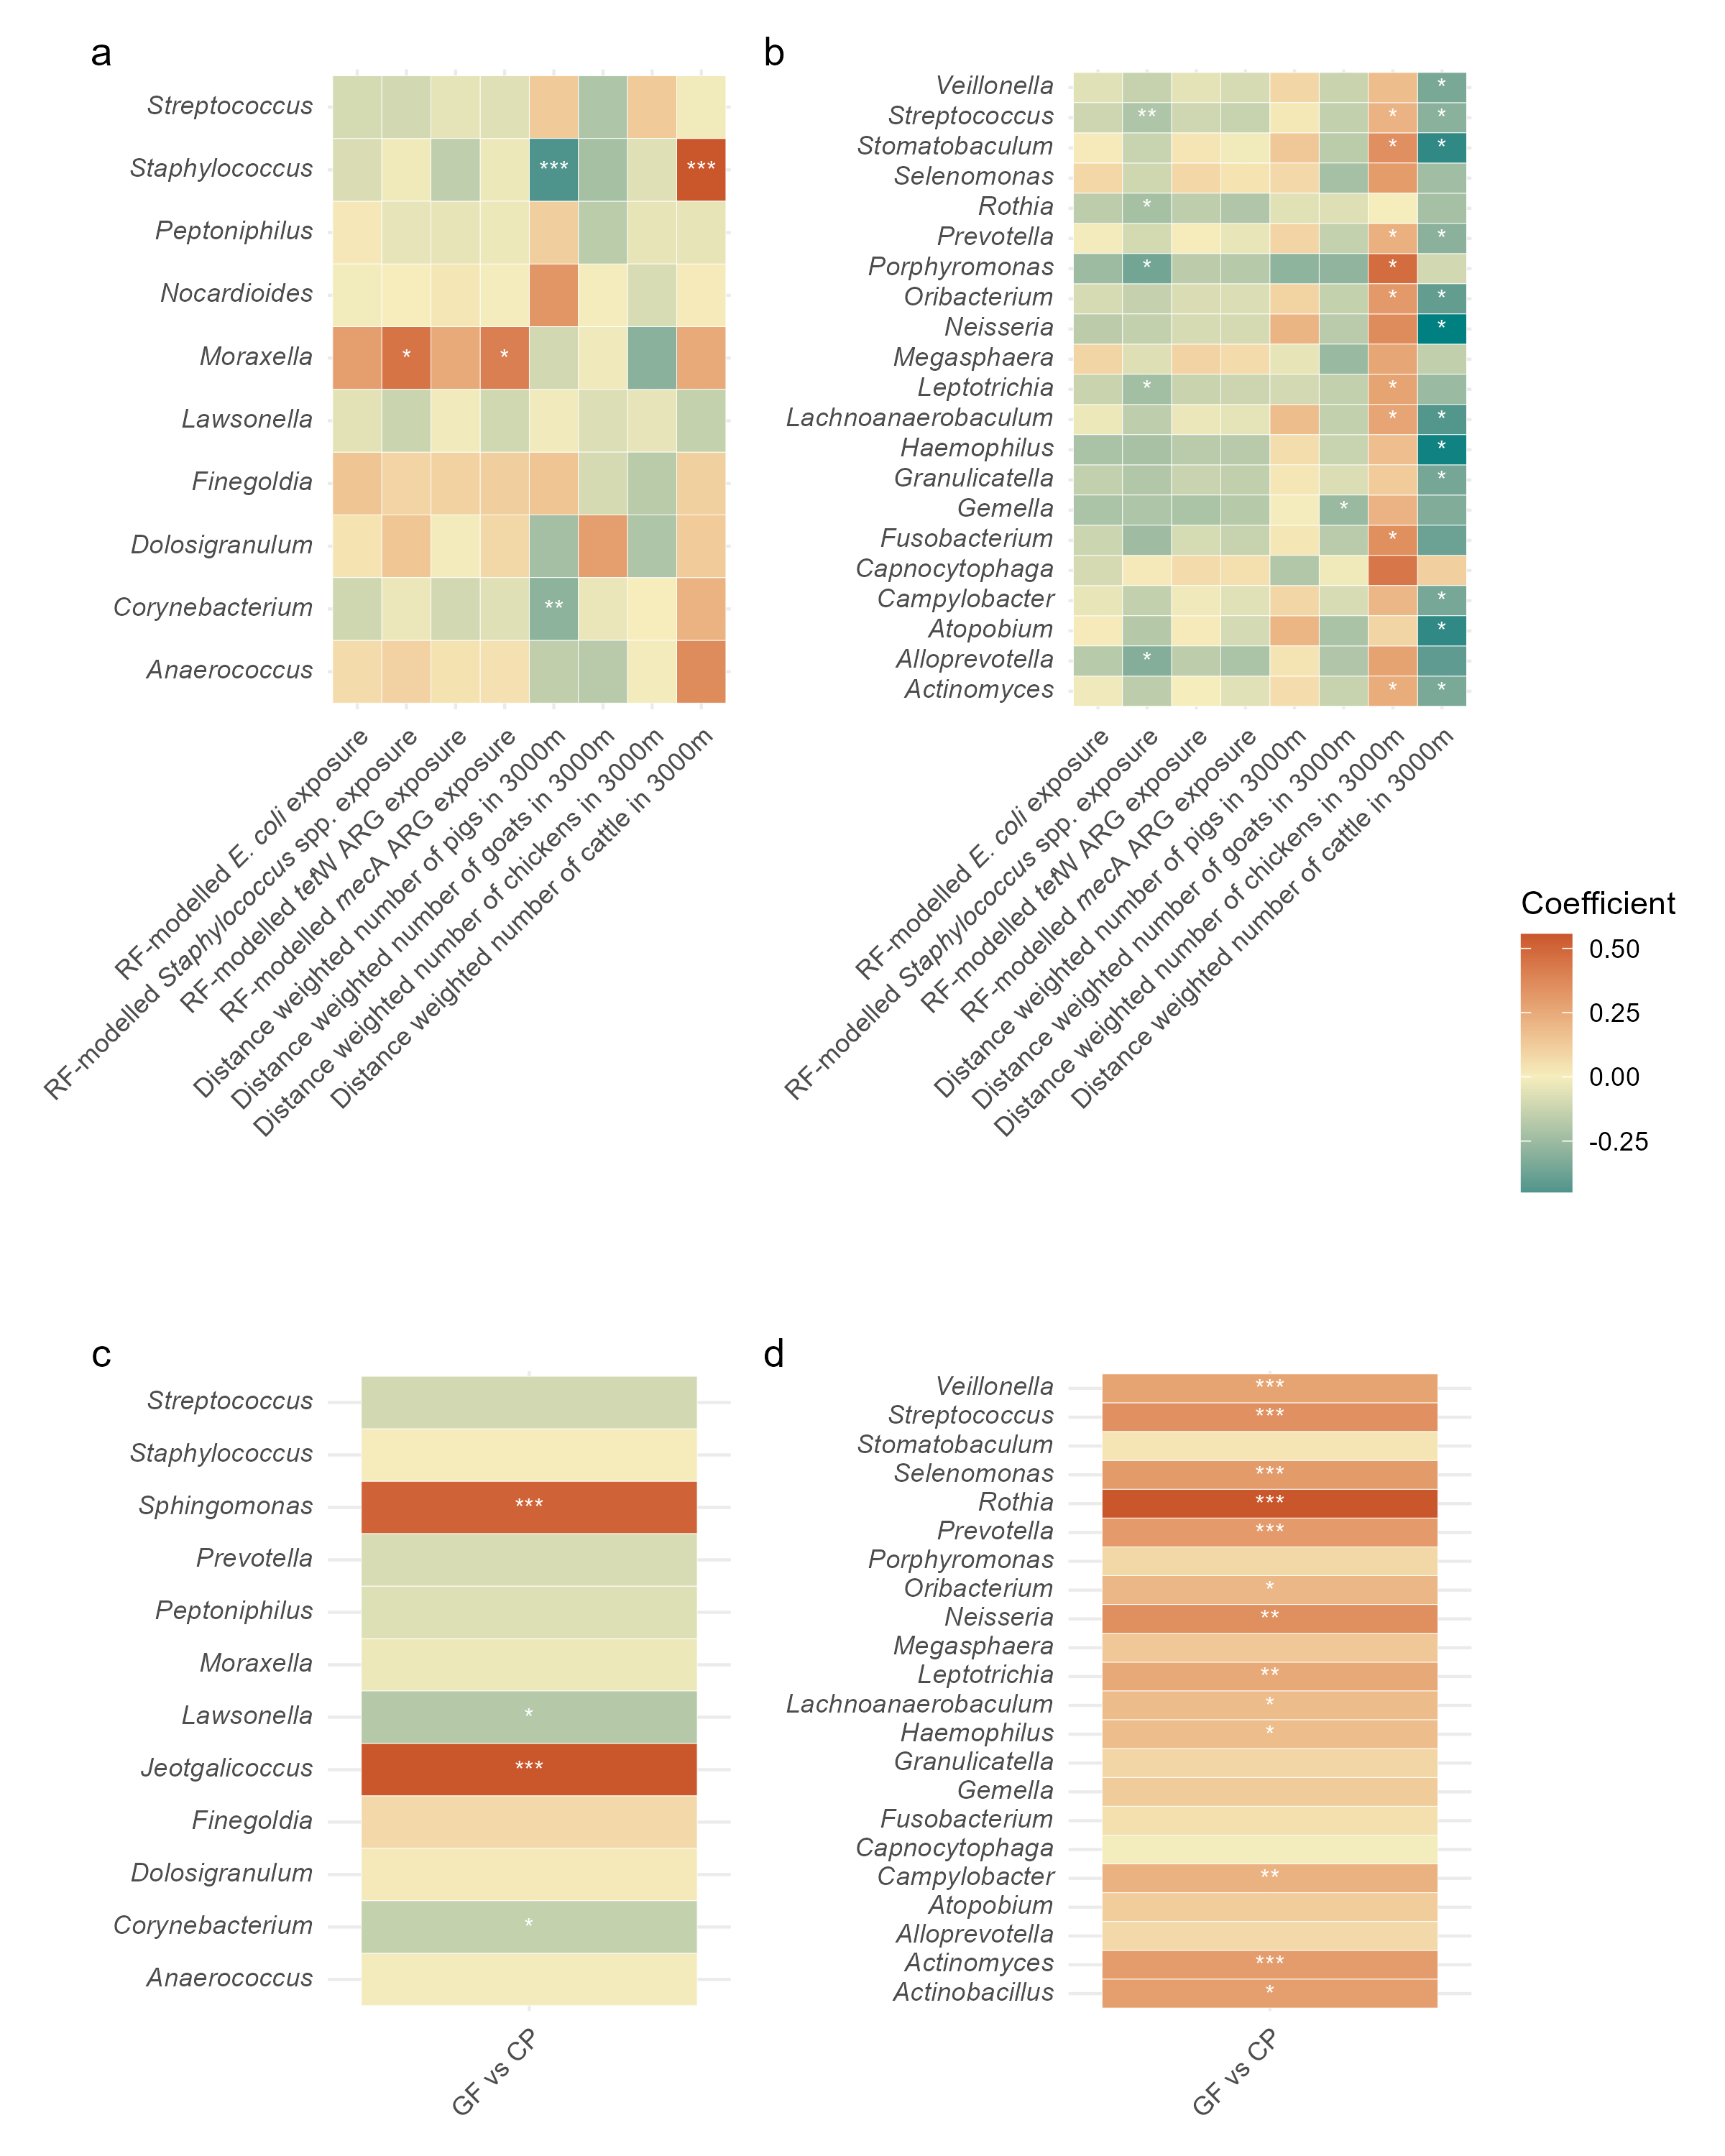 a
Streptococcus
Staphylococcus
***
***
Peptoniphilus
Nocardioides
Moraxella
*
*
Lawsonella
Finegoldia
Dolosigranulum
Corynebacterium
**
Anaerococcus
RF-modelled E. coli exposure
RF-modelled Staphylococcus spp. exposure
RF-modelled tetW ARG exposure
RF-modelled mecA ARG exposure
Distance weighted number of pigs in 3000m
Distance weighted number of goats in 3000m
Distance weighted number of chickens in 3000m
Distance weighted number of cattle in 3000m
b
Veillonella
*
Streptococcus
**
*
*
Stomatobaculum
*
*
Selenomonas
Rothia
*
Prevotella
*
*
Porphyromonas
*
*
Oribacterium
*
*
Neisseria
*
Megasphaera
Leptotrichia
*
*
Lachnoanaerobaculum
*
*
Haemophilus
*
Granulicatella
*
Gemella
*
Fusobacterium
*
Capnocytophaga
Campylobacter
*
Atopobium
*
Alloprevotella
*
Actinomyces
*
*
RF-modelled E. coli exposure
RF-modelled Staphylococcus spp. exposure
RF-modelled tetW ARG exposure
RF-modelled mecA ARG exposure
Distance weighted number of pigs in 3000m
Distance weighted number of goats in 3000m
Distance weighted number of chickens in 3000m
Distance weighted number of cattle in 3000m
Coefficient
0.50
0.25
0.00
-0.25
c
Streptococcus
Staphylococcus
Sphingomonas
***
Prevotella
Peptoniphilus
Moraxella
Lawsonella
*
Jeotgalicoccus
***
Finegoldia
Dolosigranulum
Corynebacterium
*
Anaerococcus
GF vs CP
d
Veillonella
***
Streptococcus
***
Stomatobaculum
Selenomonas
***
Rothia
***
Prevotella
***
Porphyromonas
Oribacterium
*
Neisseria
**
Megasphaera
Leptotrichia
**
Lachnoanaerobaculum
*
Haemophilus
*
Granulicatella
Gemella
Fusobacterium
Capnocytophaga
Campylobacter
**
Atopobium
Alloprevotella
Actinomyces
***
Actinobacillus
*
GF vs CP